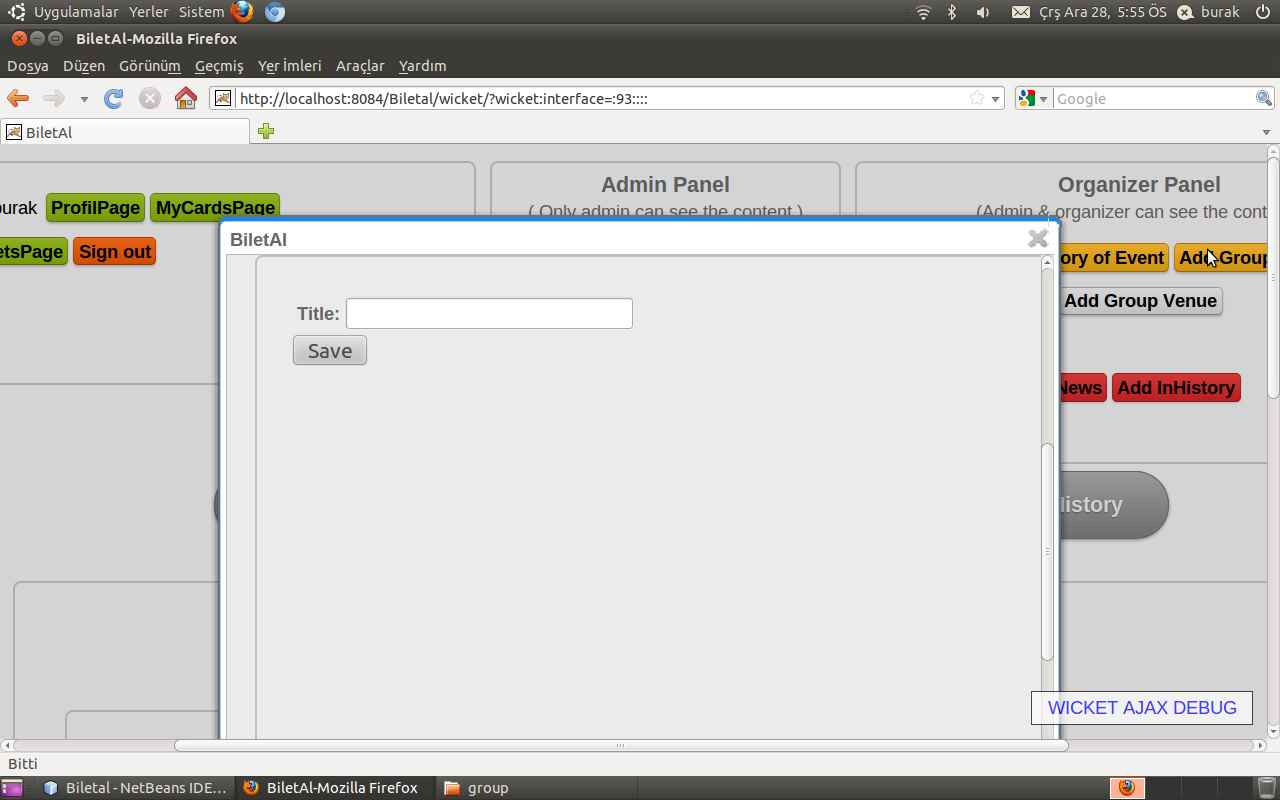 Uygulamalar Yerler Sistem Çrş Ara 28, 5:55 ÖS burak
BiletAl-Mozilla Firefox
Dosya Düzen Görünüm Geçmiş Yer İmleri Araçlar Yardım
http://localhost:8084/Biletal/wicket/?wicket:interface=:93:::: Google
BiletAl
Admin Panel Organizer Panel
urak ProfilPage MyCardsPage ( Only admin can see the content ) (Admin & organizer can see the cont
etsPage Sign out ory of Event Add Group
Add Group Venue
News Add InHistory
History
BiletAl
Title:
Save
WICKET AJAX DEBUG
Bitti
Biletal - NetBeans IDE... BiletAl-Mozilla Firefox group